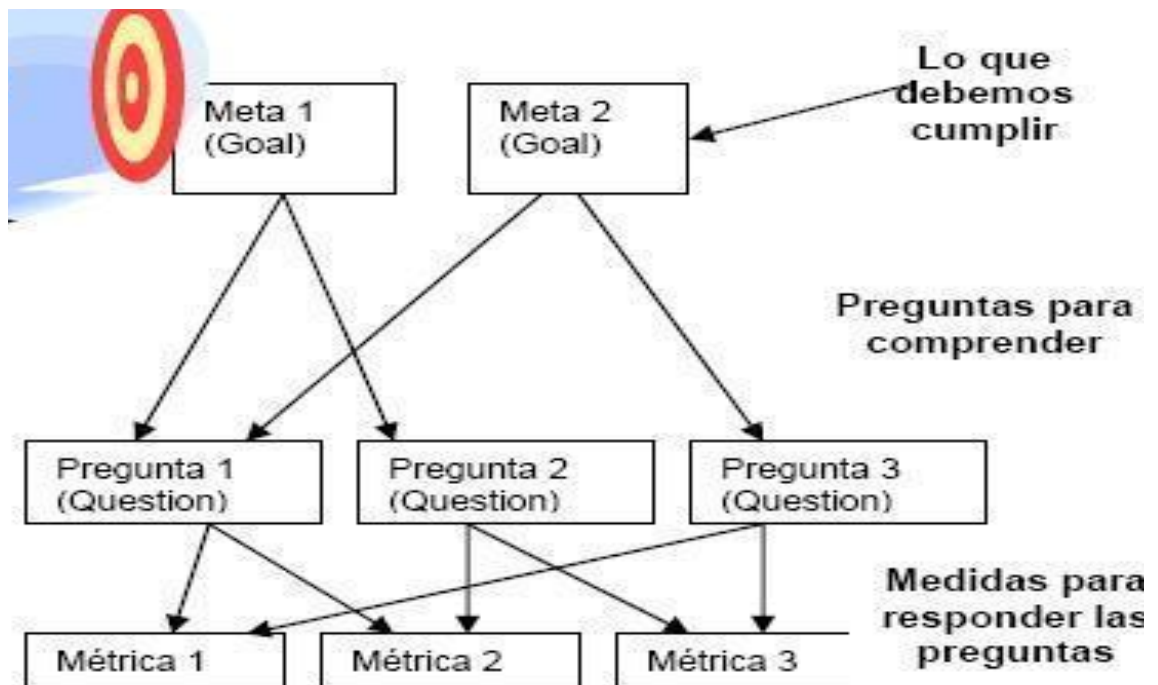 Lo que
debemos
cumplir
Meta 1
(Goal)
Meta 2
(Goal)
Preguntas para
comprender
Pregunta 1
(Question)
Pregunta 2
(Question)
Pregunta 3
(Question)
Medidas para
responder las
preguntas
Métrica 1
Métrica 2
Métrica 3